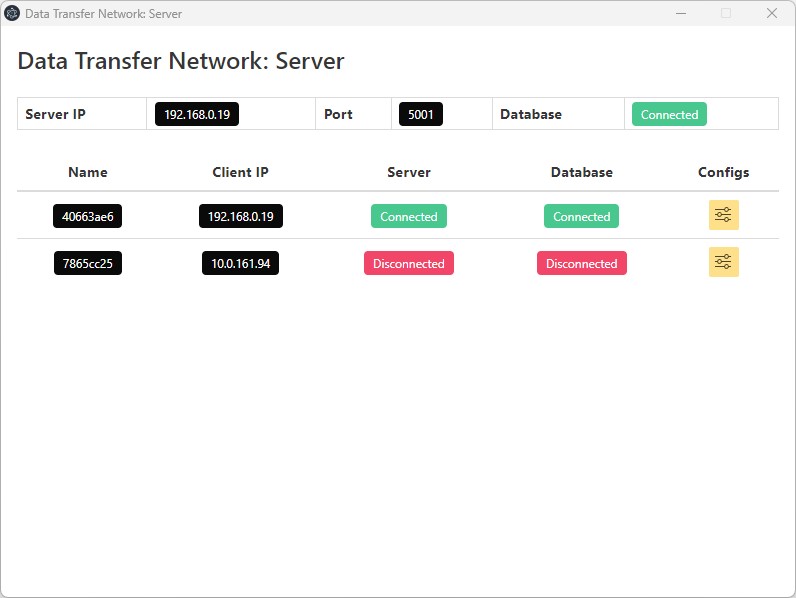 Data Transfer Network: Server
Data Transfer Network: Server
Server IP 192.168.0.19 Port 5001 Database Connected
Name Client IP Server Database Configs
40663ae6 192.168.0.19 Connected Connected
7865cc25 10.0.161.94 Disconnected Disconnected